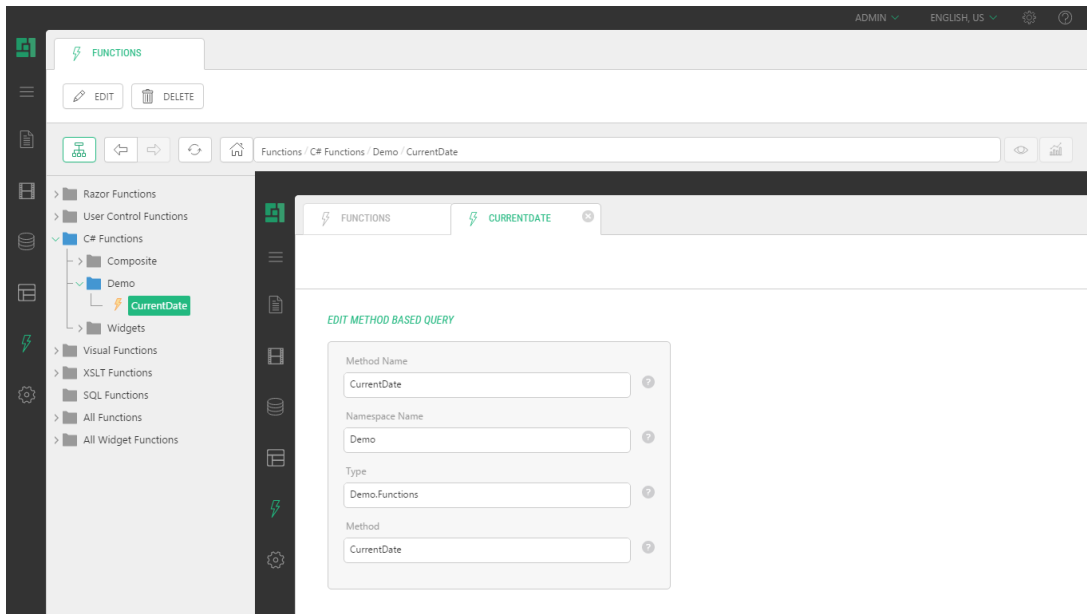 ADMIN ENGLISH, US
FUNCTIONS
EDIT DELETE
Functions / C# Functions / Demo / CurrentDate
Razor Functions
User Control Functions
C# Functions
Composite
Demo
CurrentDate
Widgets
Visual Functions
XSLT Functions
SQL Functions
All Functions
All Widget Functions
FUNCTIONS CURRENTDATE
EDIT METHOD BASED QUERY
Method Name
CurrentDate
Namespace Name
Demo
Type
Demo.Functions
Method
CurrentDate